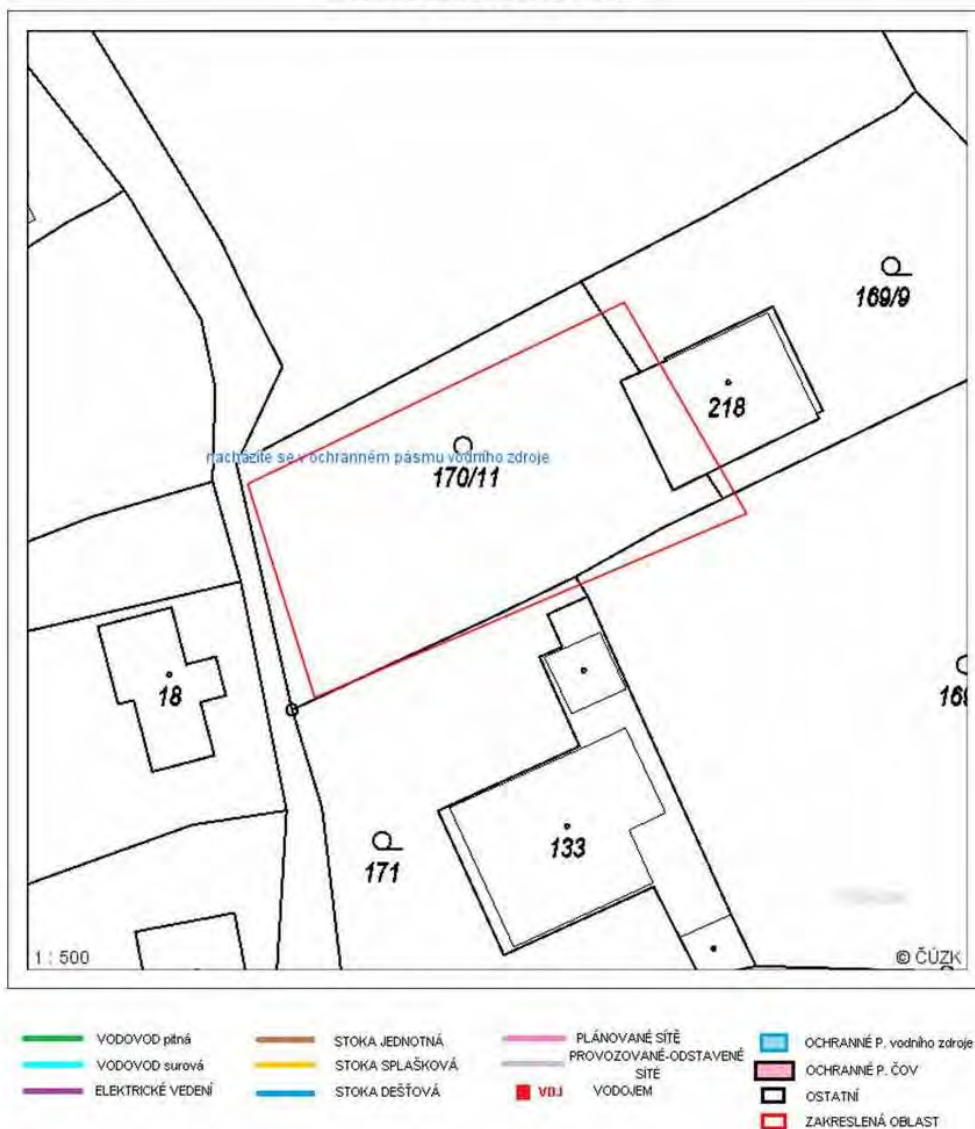 169/9
218
nacházíte se v ochranném pásmu vodního zdroje
170/11
18
133
171
1 : 500
© ČÚZK
VODOVOD pitná
VODOVOD surová
ELEKTRICKÉ VEDENÍ
STOKA JEDNOTNÁ
STOKA SPLAŠKOVÁ
STOKA DEŠŤOVÁ
PLÁNOVANÉ SÍTĚ
PROVOZOVANÉ-ODSTAVENÉ
SÍTĚ
VDJ VODOJEM
OCHRANNÉ P. vodního zdroje
OCHRANNÉ P. ČOV
OSTATNÍ
ZAKRESLENÁ OBLAST